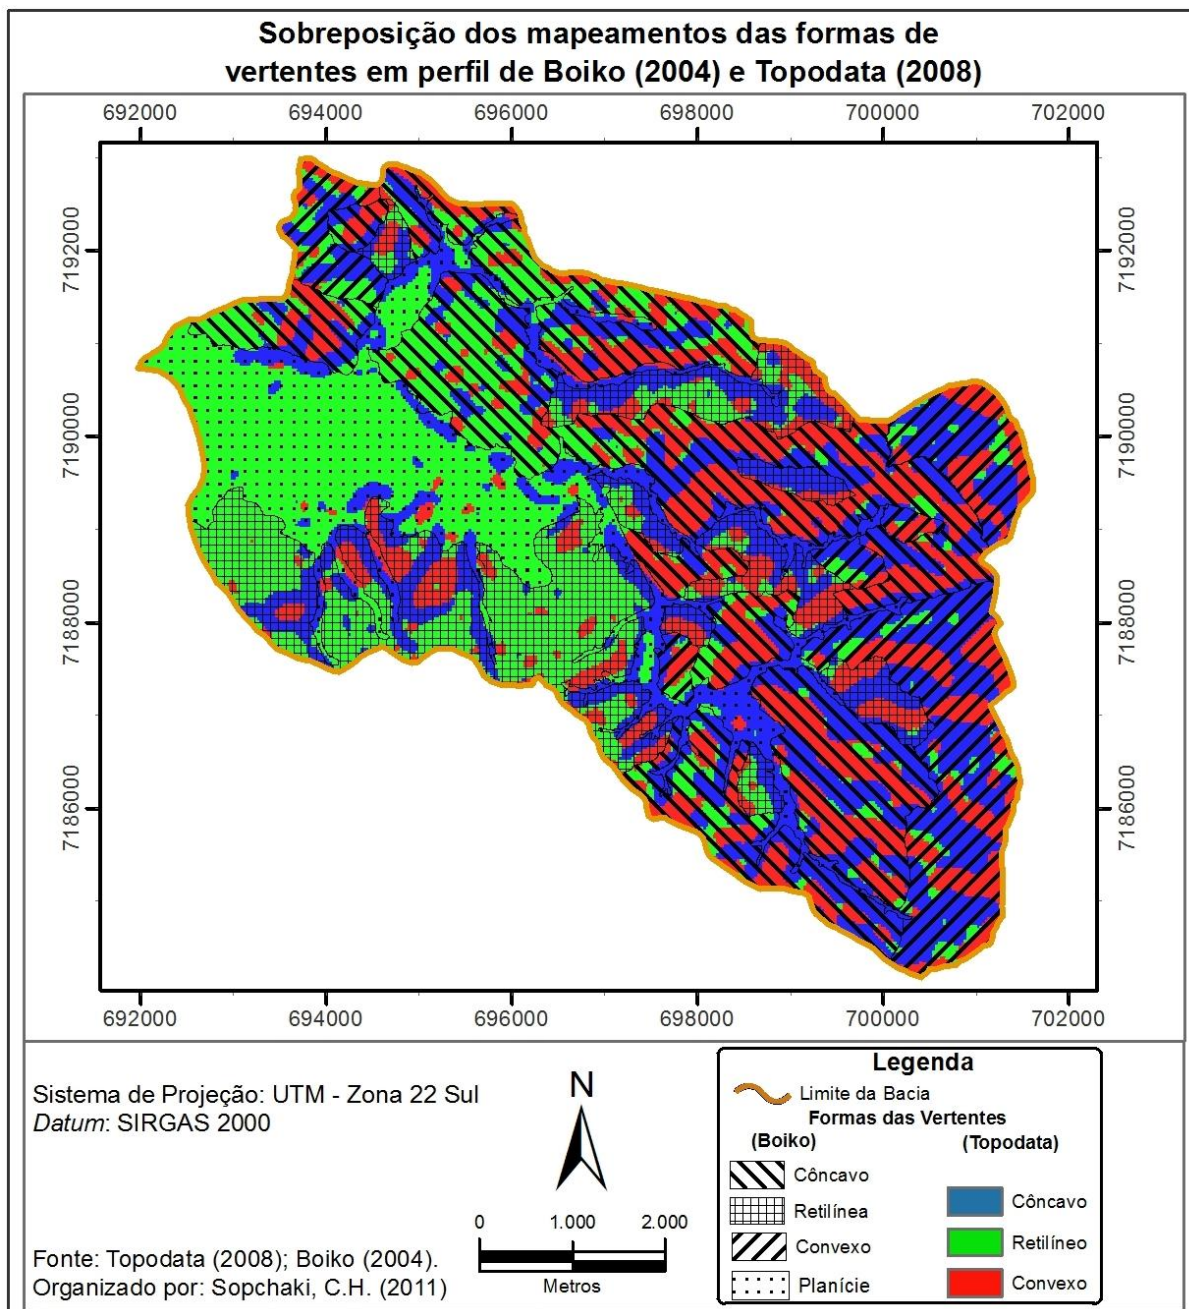 Sobreposição dos mapeamentos das formas de
vertentes em perfil de Boiko (2004) e Topodata (2008)
692000 694000 696000 698000 700000 702000
7192000 7192000
7190000 7190000
7188000 7188000
7186000 7186000
692000 694000 696000 698000 700000 702000
Sistema de Projeção: UTM - Zona 22 Sul
Datum: SIRGAS 2000
Fonte: Topodata (2008); Boiko (2004).
Organizado por: Sopchaki, C.H. (2011)
N
0 1.000 2.000
Metros
Legenda
Limite da Bacia
Formas das Vertentes
(Boiko) (Topodata)
Côncavo
Retilínea Côncavo
Convexo Retilíneo
Planície Convexo